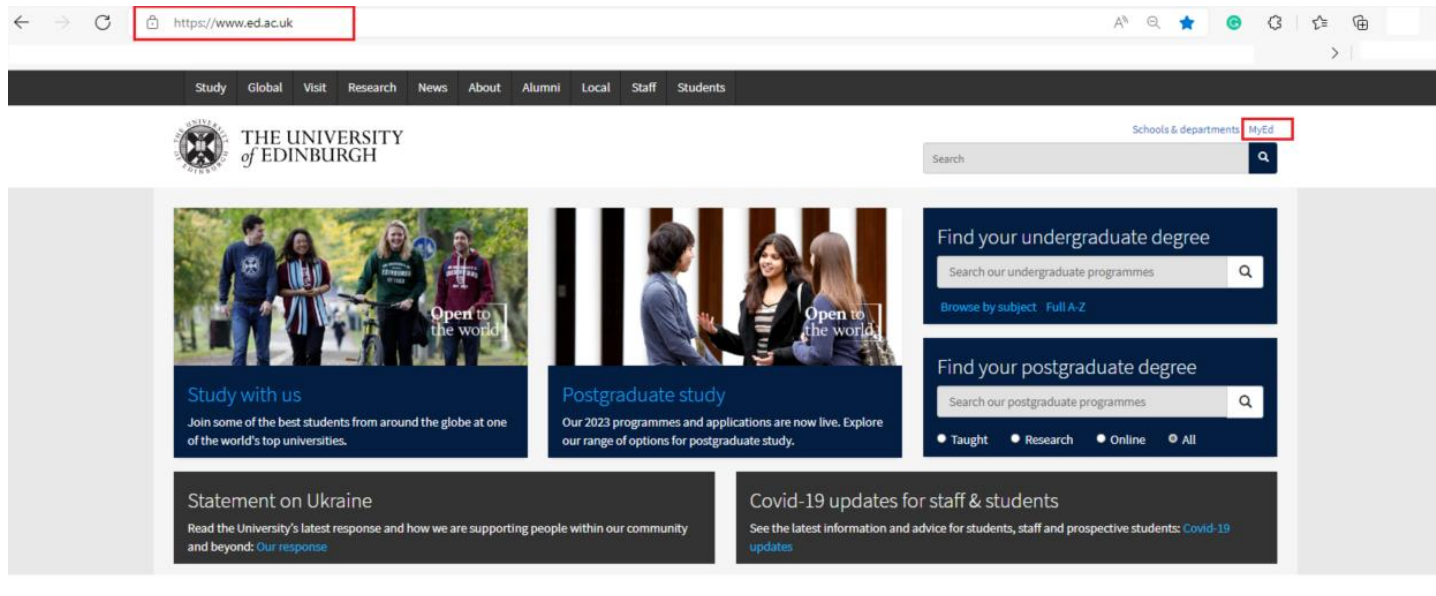 https://www.ed.ac.uk
Study Global Visit Research News About Alumni Local Staff Students
Schools & departments MyEd
THE UNIVERSITY
of EDINBURGH
Search
Open to
the world
Study with us
Join some of the best students from around the globe at one
of the world's top universities.
Open to
the world
Postgraduate study
Our 2023 programmes and applications are now live. Explore
our range of options for postgraduate study.
Find your undergraduate degree
Search our undergraduate programmes
Browse by subject Full A-Z
Find your postgraduate degree
Search our postgraduate programmes
Taught Research Online All
Statement on Ukraine
Read the University's latest response and how we are supporting people within our community
and beyond: Our response
Covid-19 updates for staff & students
See the latest information and advice for students, staff and prospective students: Covid-19
updates